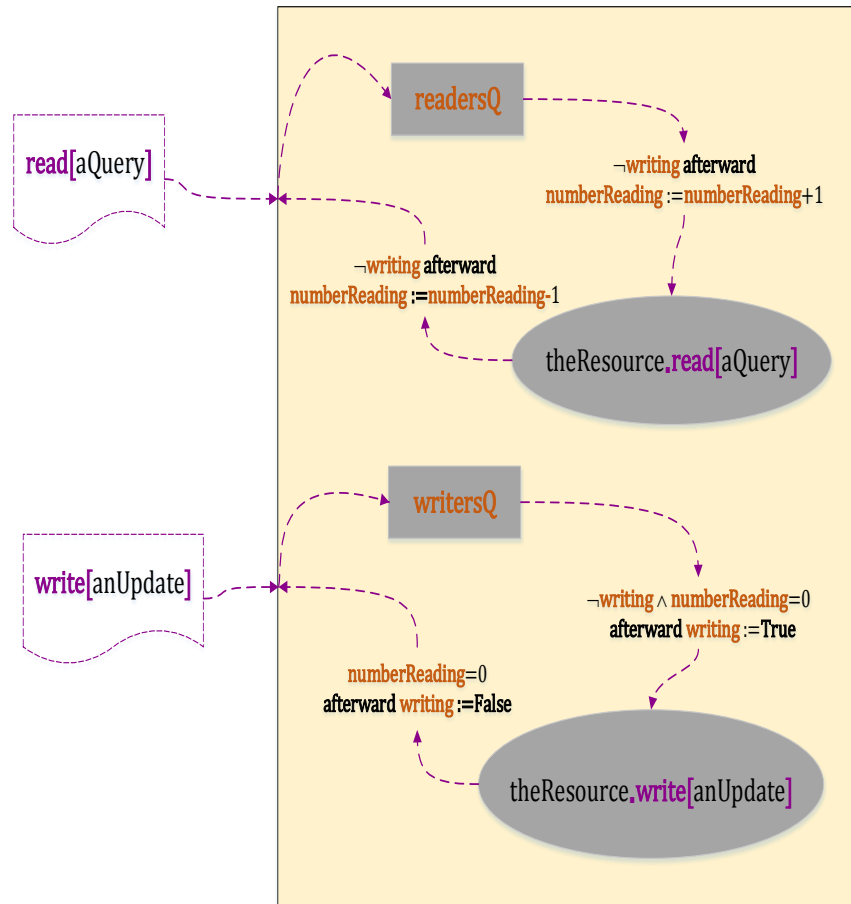 readersQ
read[aQuery]
¬writing afterward
numberReading :=numberReading+1
¬writing afterward
numberReading :=numberReading-1
theResource.read[aQuery]
writersQ
write[anUpdate]
¬writing ∧ numberReading=0
afterward writing :=True
numberReading=0
afterward writing :=False
theResource.write[anUpdate]